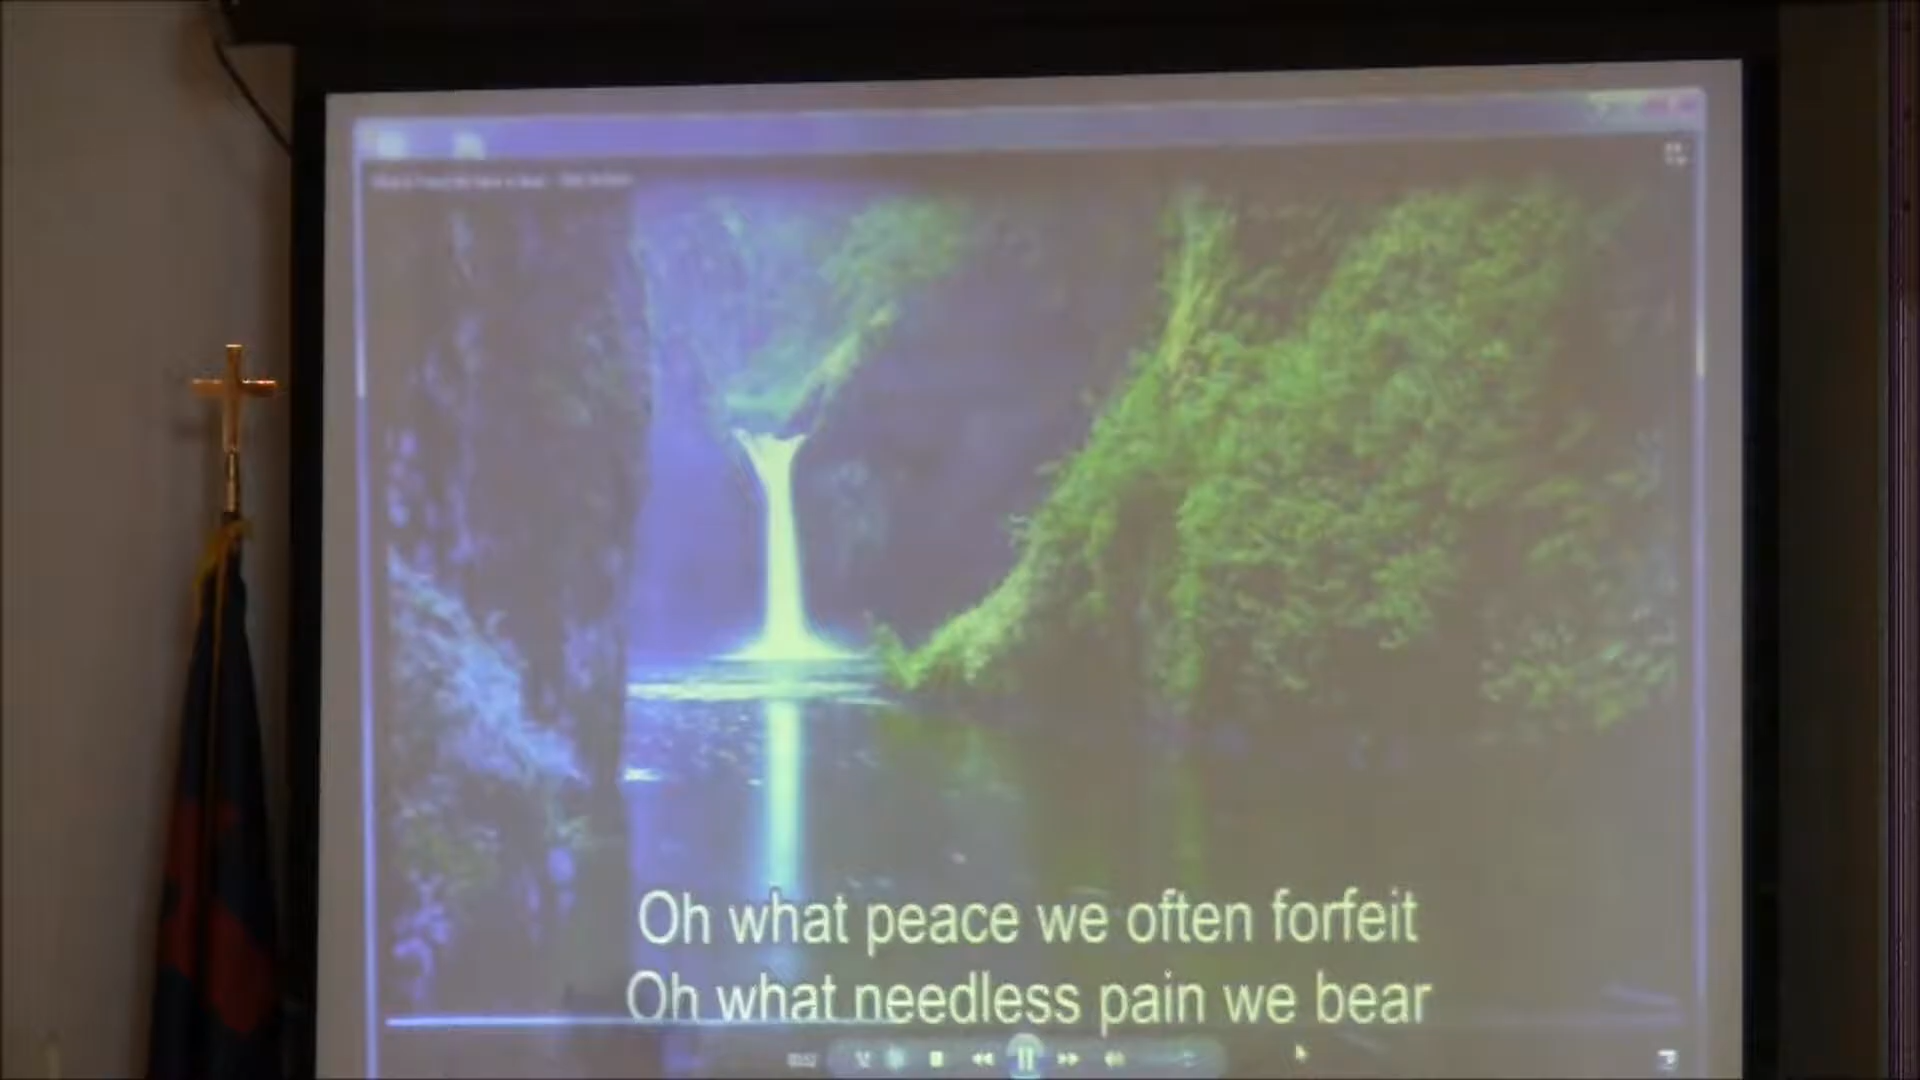 Oh what peace we often forfeit
Oh what needless pain we bear